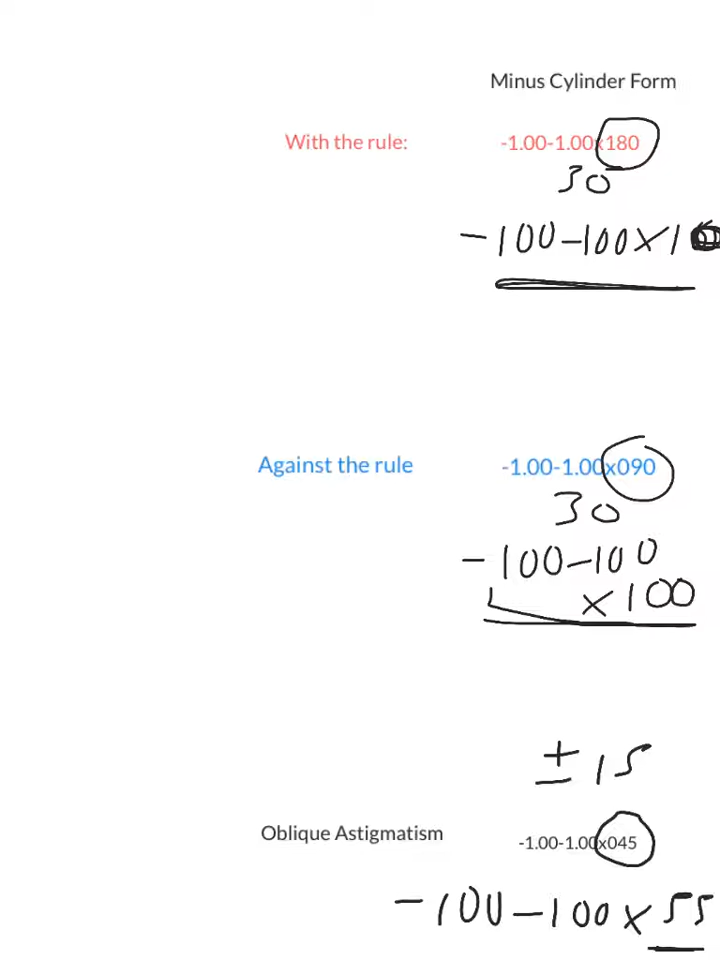 Minus Cylinder Form
With the rule: -1.00-1.00x180
30
-100-100x1
Against the rule -1.00-1.00x090
30
-100-100
x100
±15
Oblique Astigmatism -1.00-1.00x045
-100-100x55